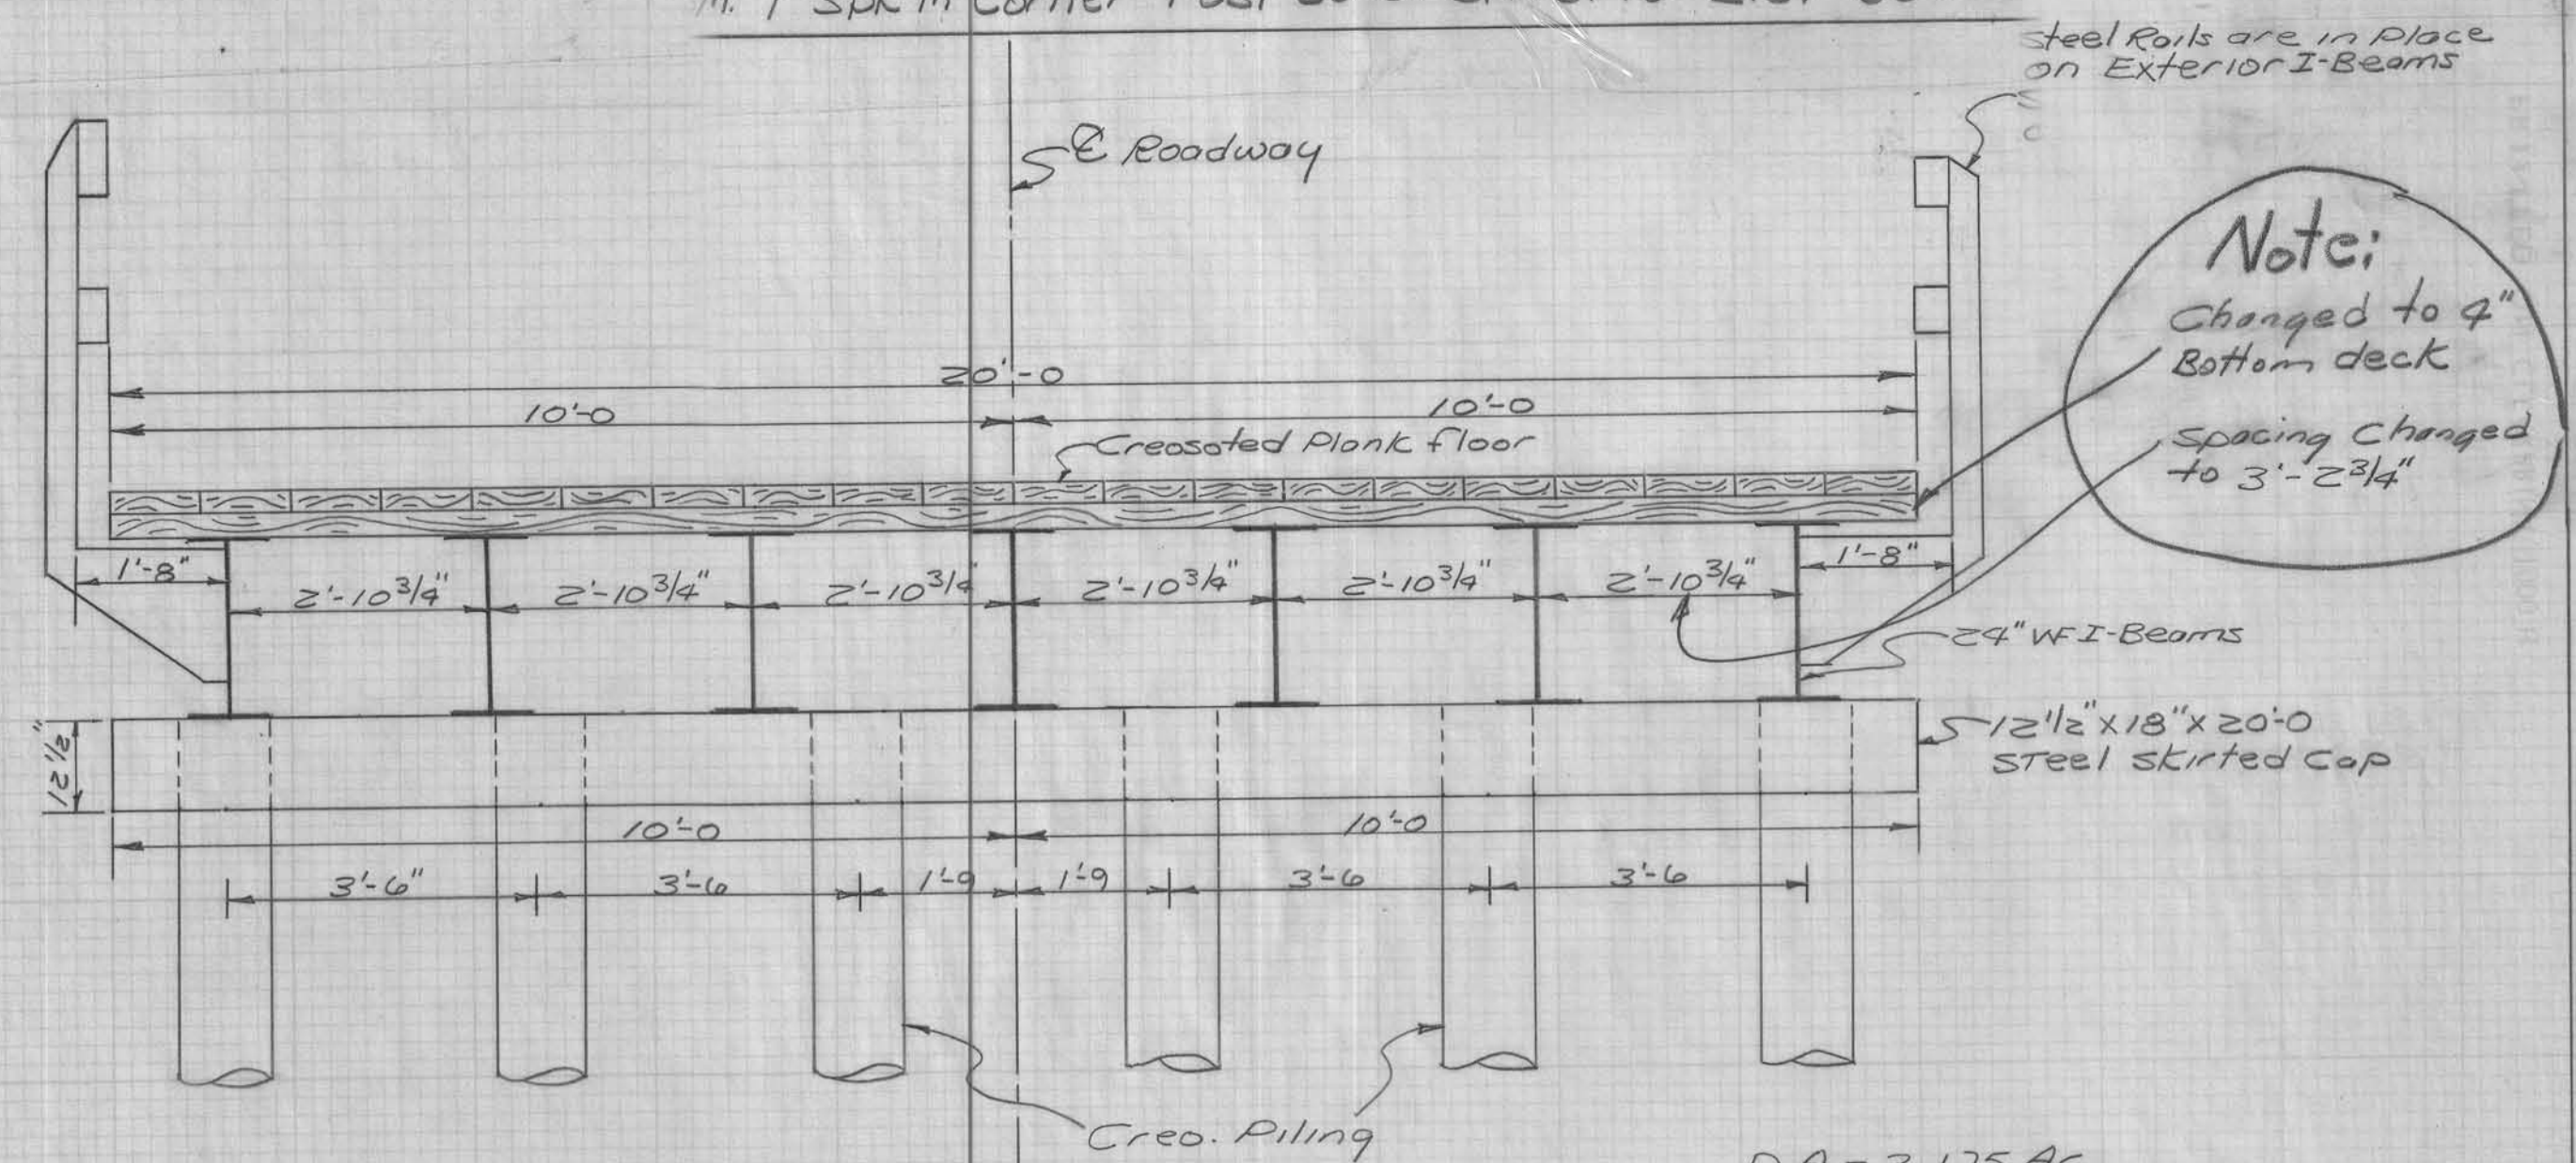 Spk in Corner Post
Steel Rails are in Place
on Exterior I-Beams
℄ Roadway
Note:
Changed to 4"
Bottom deck
Spacing Changed
to 3'-2 3/4"
20'-0
10'-0
10'-0
Creosoted Plank floor
1'-8"
2'-10 3/4"
2'-10 3/4"
2'-10 3/4
2'-10 3/4"
2'-10 3/4"
2'-10 3/4"
1'-8"
24" WF I-Beams
12 1/2"
12 1/2" x 18" x 20'-0
Steel skirted Cap
10'-0
10'-0
3'-6"
3'-6
1'-9
1'-9
3'-6
3'-6
Creo. Piling